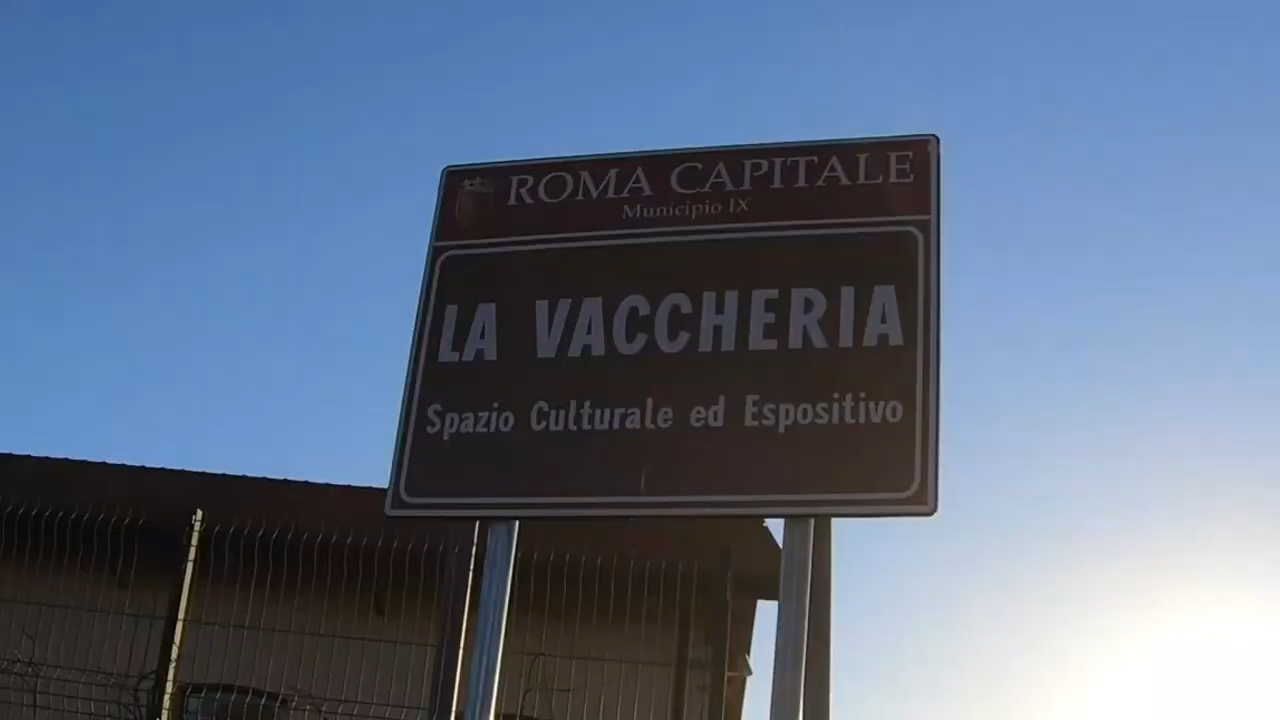 ROMA CAPITALE
Municipio IX
LA VACCHERIA
Spazio Culturale ed Espositivo